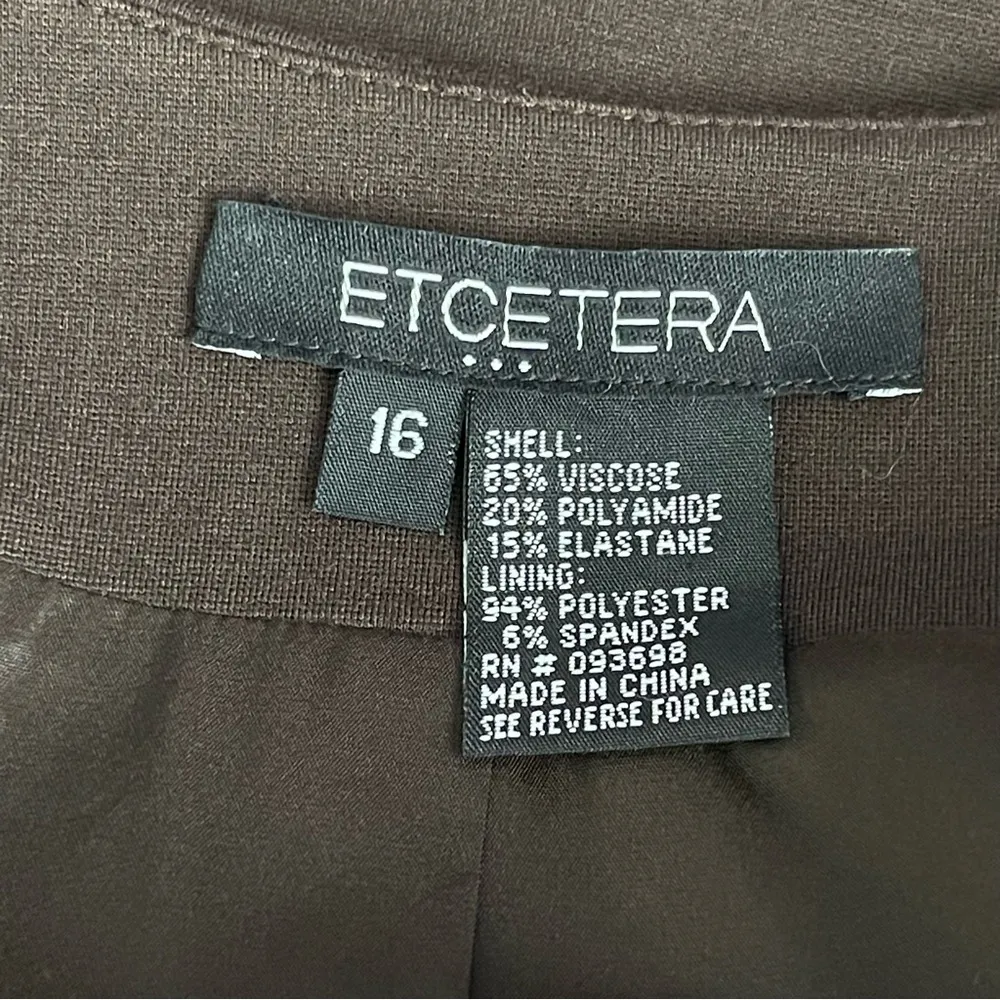 ETCETERA
16
SHELL:
65% VISCOSE
20% POLYAMIDE
15% ELASTANE
LINING:
94% POLYESTER
6% SPANDEX
RN # 093698
MADE IN CHINA
SEE REVERSE FOR CARE